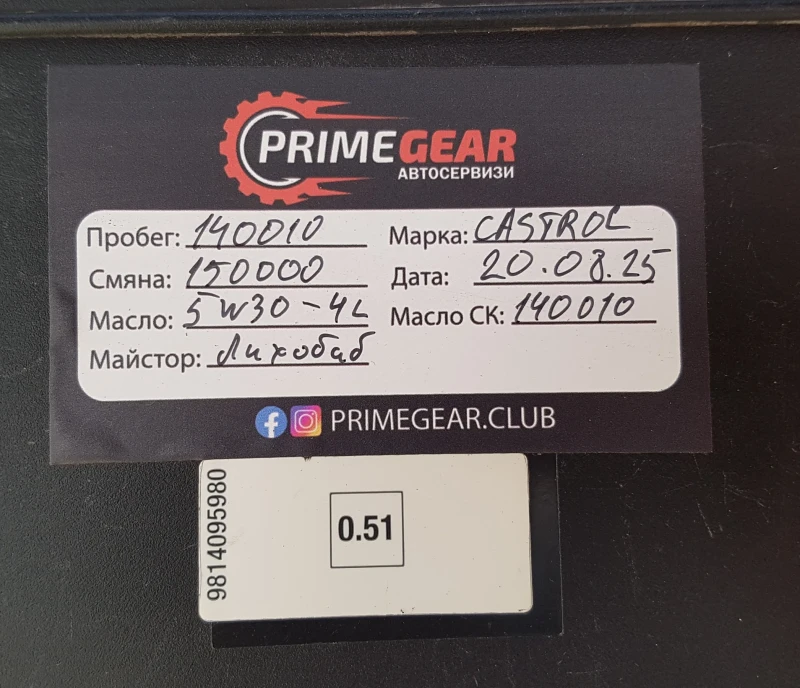 PRIMEGEAR
АВТОСЕРВИЗИ
Пробег: 140010 Марка: CASTROL
Смяна: 150000 Дата: 20.08.25
Масло: 5W30-4L Масло СК: 140010
Майстор: Лихобаб
PRIMEGEAR.CLUB
9814095980
0.51